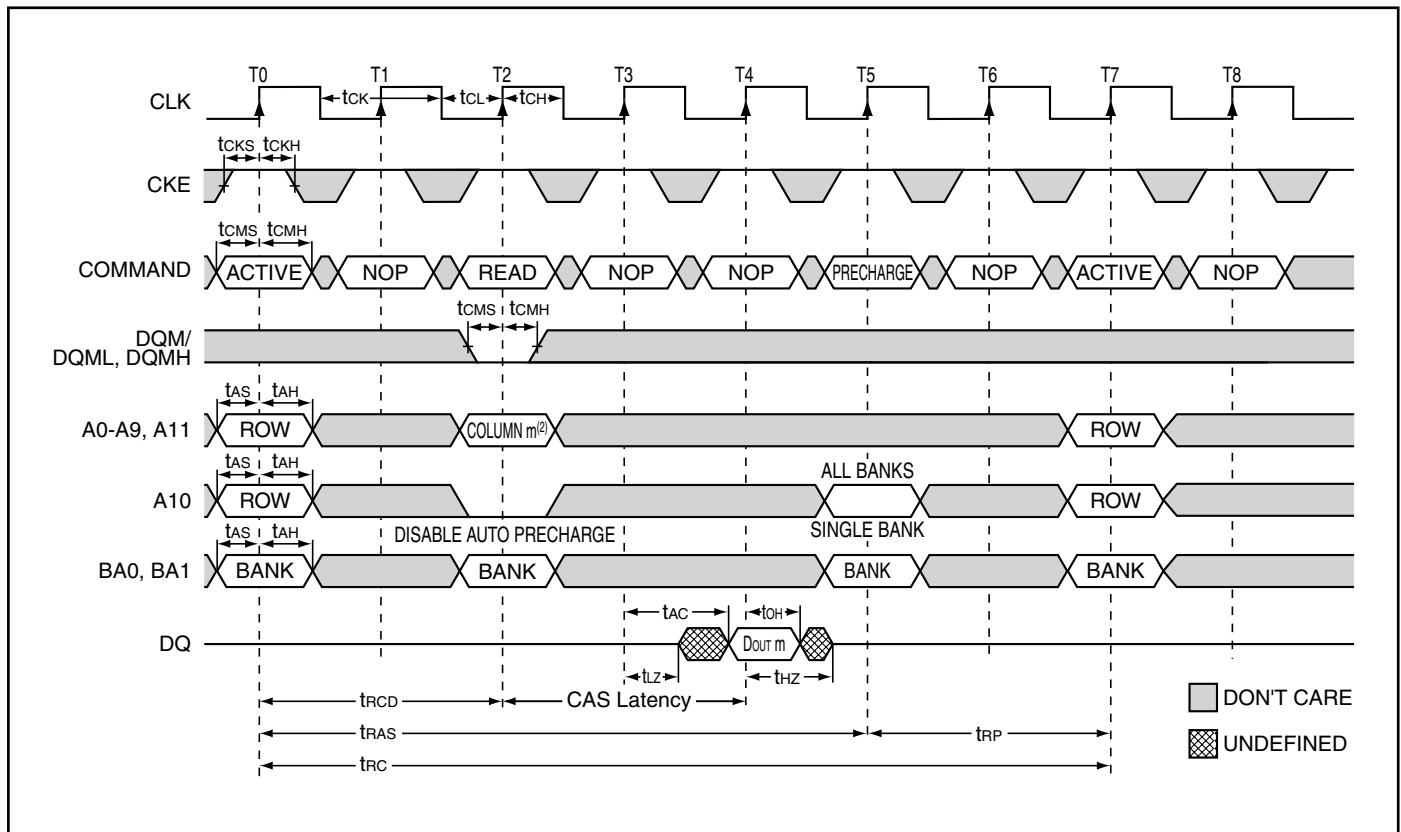 T0 T1 T2 T3 T4 T5 T6 T7 T8
CLK
tCK tCL tCH
tCKS tCKH
CKE
tCMS tCMH
COMMAND ACTIVE NOP READ NOP NOP PRECHARGE NOP ACTIVE NOP
tCMS tCMH
DQM/
DQML, DQMH
tAS tAH
A0-A9, A11 ROW COLUMN m(2) ROW
tAS tAH
ALL BANKS
A10 ROW ROW
DISABLE AUTO PRECHARGE SINGLE BANK
tAS tAH
BA0, BA1 BANK BANK BANK BANK
tAC tOH
DQ DOUT m
tLZ tHZ
tRCD CAS Latency
tRAS tRP
tRC
DON'T CARE
UNDEFINED